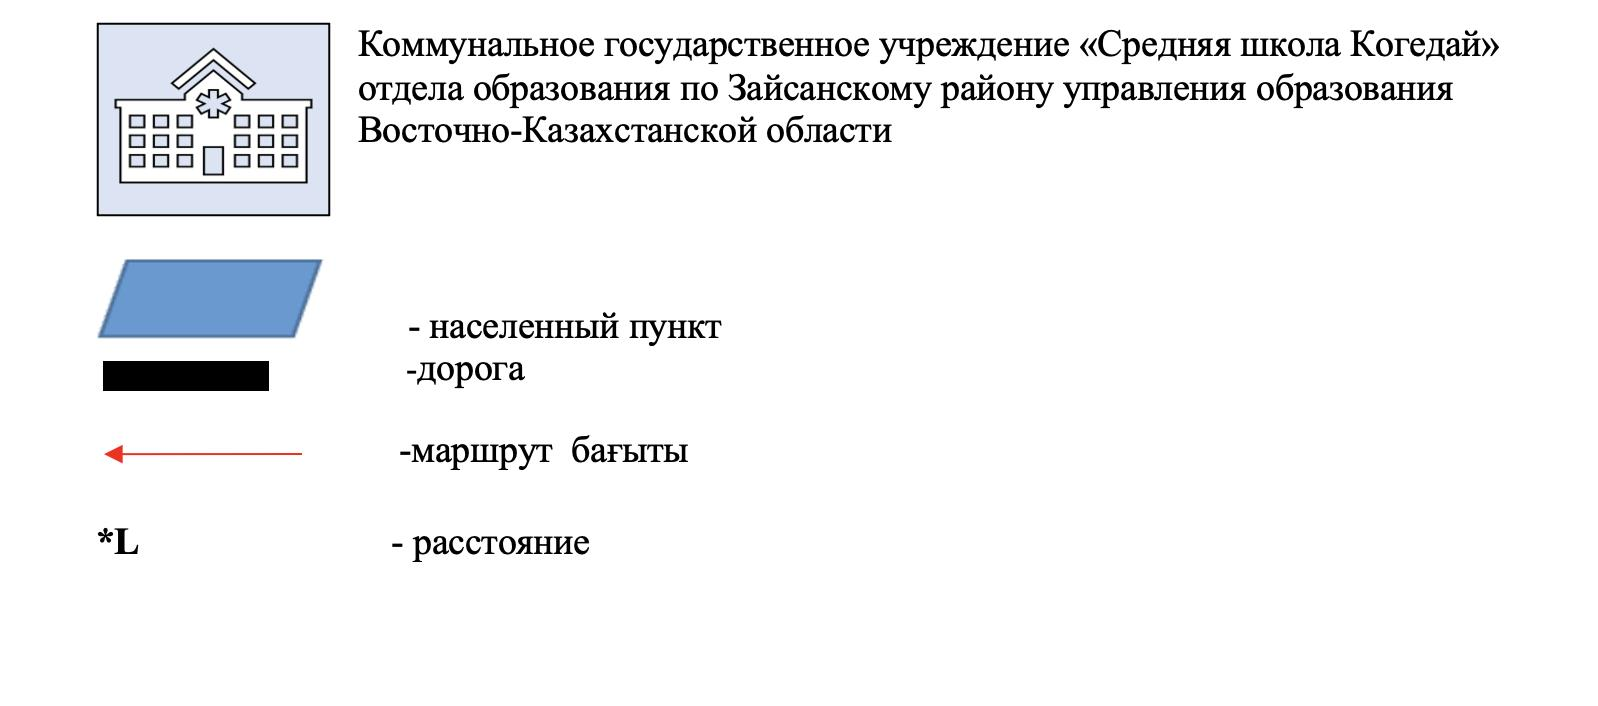 Коммунальное государственное учреждение «Средняя школа Когедай»
отдела образования по Зайсанскому району управления образования
Восточно-Казахстанской области
- населенный пункт
-дорога
-маршрут бағыты
*L - расстояние